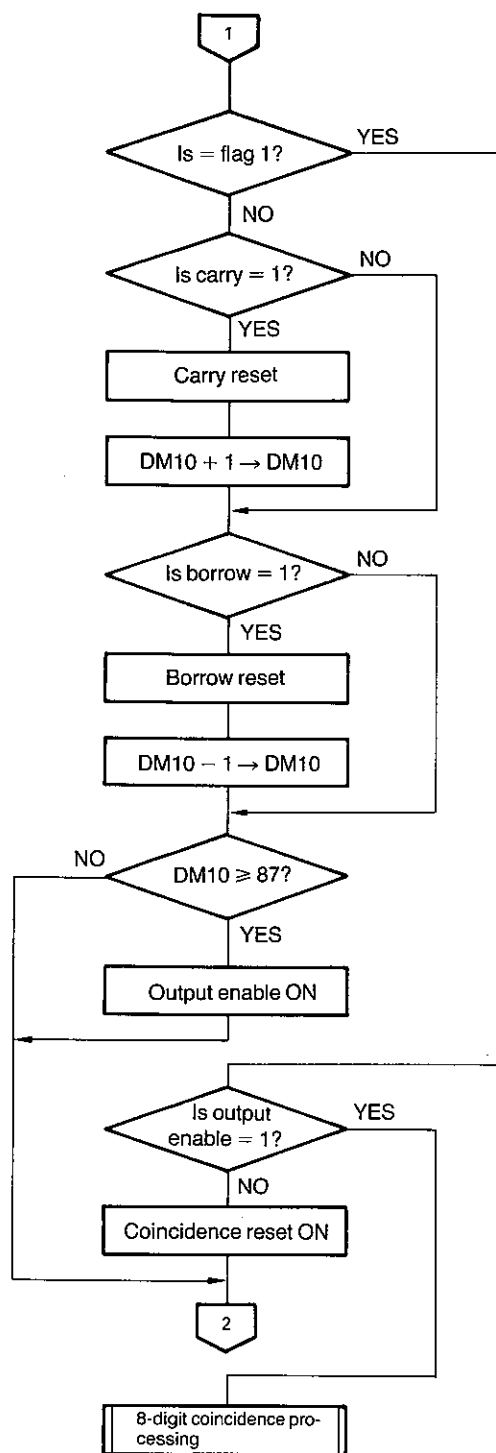 1
Is = flag 1?
YES
NO
Is carry = 1?
NO
YES
Carry reset
DM10 + 1 → DM10
Is borrow = 1?
NO
YES
Borrow reset
DM10 − 1 → DM10
NO
DM10 ⩾ 87?
YES
Output enable ON
Is output
enable = 1?
YES
NO
Coincidence reset ON
2
8-digit coincidence pro-
cessing